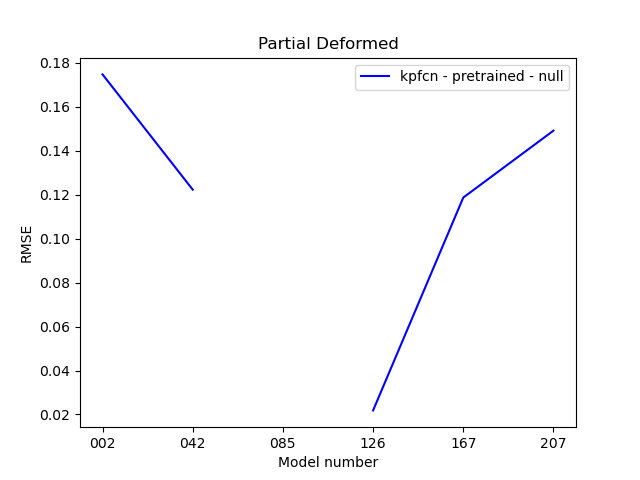 Partial Deformed
kpfcn - pretrained - null
0.18
0.16
0.14
0.12
0.10
0.08
0.06
0.04
0.02
RMSE
002 042 085 126 167 207
Model number